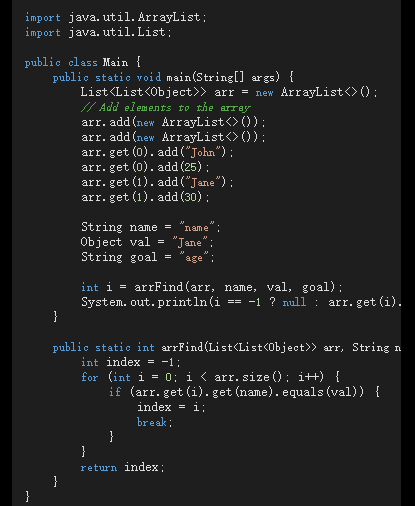 import java.util.ArrayList;
import java.util.List;
public class Main {
public static void main(String[] args) {
List<List<Object>> arr = new ArrayList<>();
// Add elements to the array
arr.add(new ArrayList<>());
arr.add(new ArrayList<>());
arr.get(0).add("John");
arr.get(0).add(25);
arr.get(1).add("Jane");
arr.get(1).add(30);
String name = "name";
Object val = "Jane";
String goal = "age";
int i = arrFind(arr, name, val, goal);
System.out.println(i == -1 ? null : arr.get(i).
}
public static int arrFind(List<List<Object>> arr, String n
int index = -1;
for (int i = 0; i < arr.size(); i++) {
if (arr.get(i).get(name).equals(val)) {
index = i;
break;
}
}
return index;
}
}